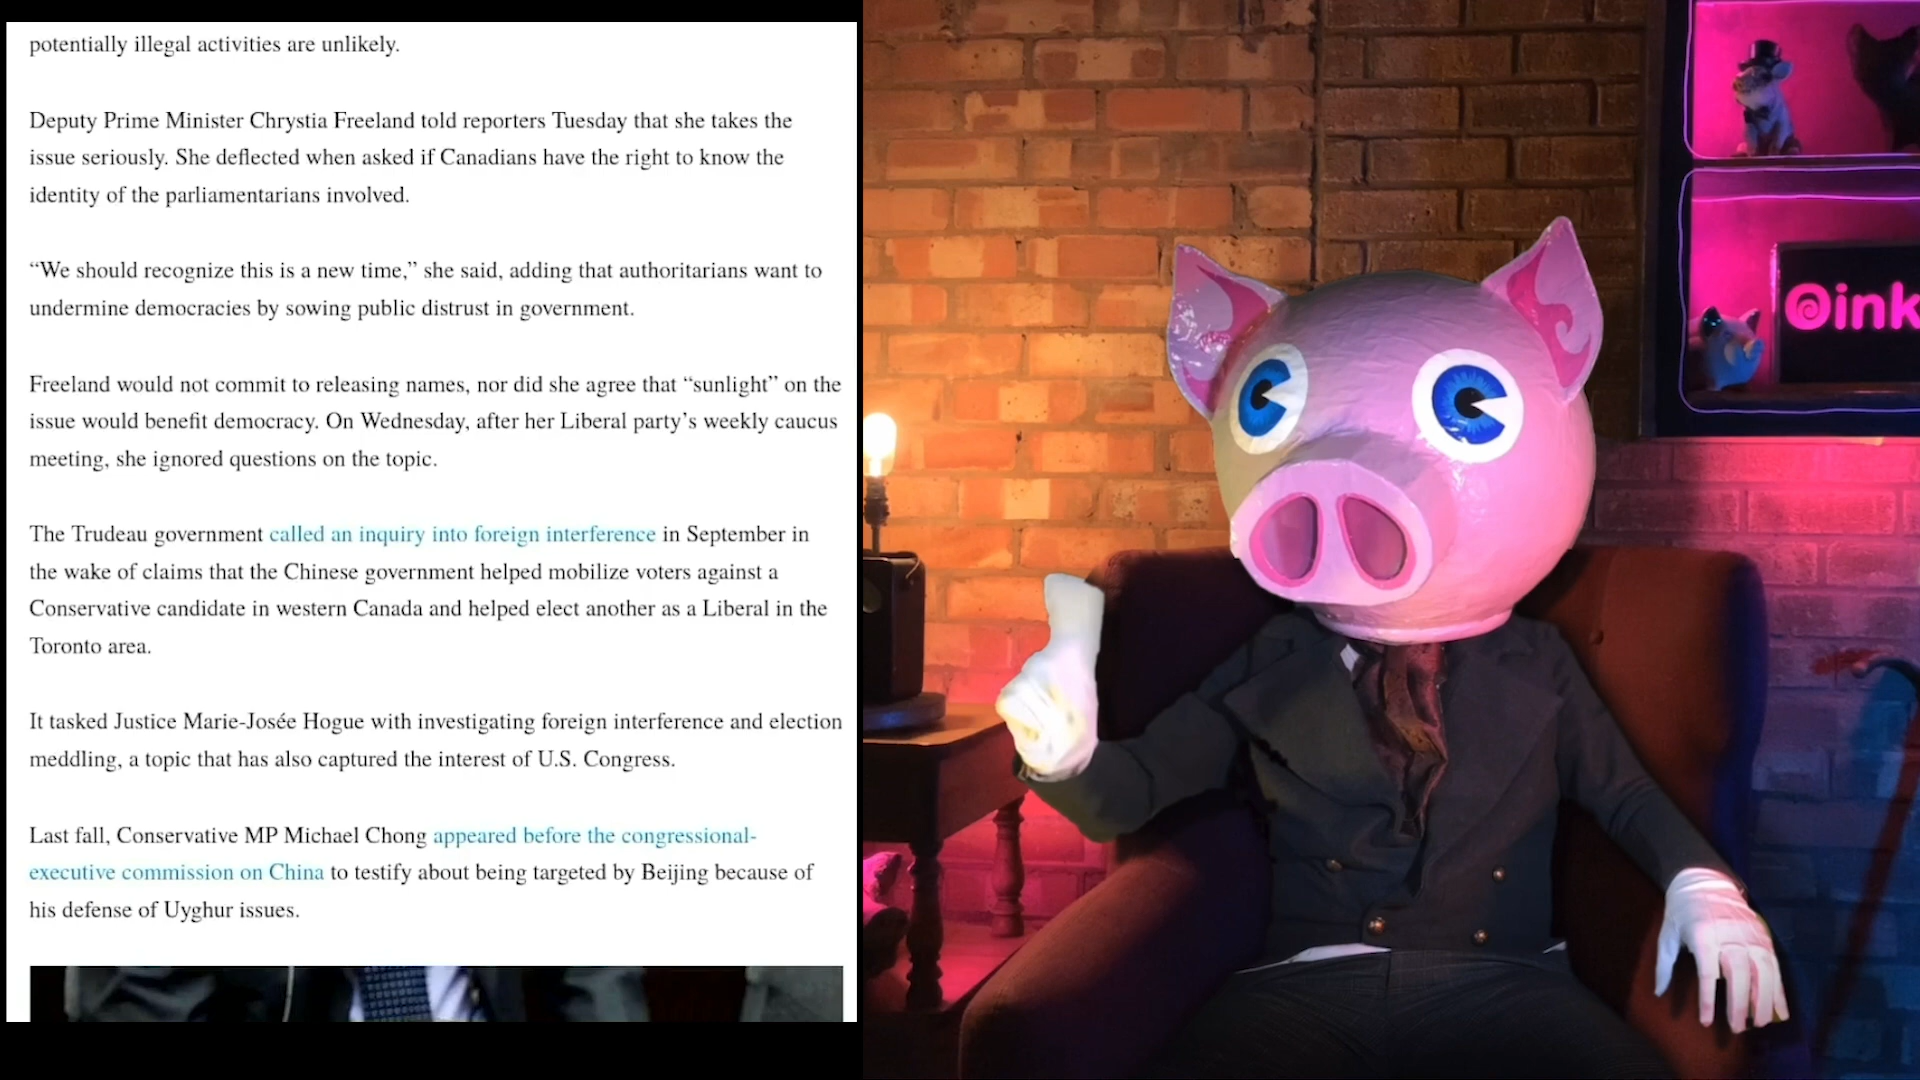 potentially illegal activities are unlikely.
Deputy Prime Minister Chrystia Freeland told reporters Tuesday that she takes the
issue seriously. She deflected when asked if Canadians have the right to know the
identity of the parliamentarians involved.
“We should recognize this is a new time,” she said, adding that authoritarians want to
undermine democracies by sowing public distrust in government.
Freeland would not commit to releasing names, nor did she agree that “sunlight” on the
issue would benefit democracy. On Wednesday, after her Liberal party’s weekly caucus
meeting, she ignored questions on the topic.
The Trudeau government called an inquiry into foreign interference in September in
the wake of claims that the Chinese government helped mobilize voters against a
Conservative candidate in western Canada and helped elect another as a Liberal in the
Toronto area.
It tasked Justice Marie-Josée Hogue with investigating foreign interference and election
meddling, a topic that has also captured the interest of U.S. Congress.
Last fall, Conservative MP Michael Chong appeared before the congressional-
executive commission on China to testify about being targeted by Beijing because of
his defense of Uyghur issues.
Oink